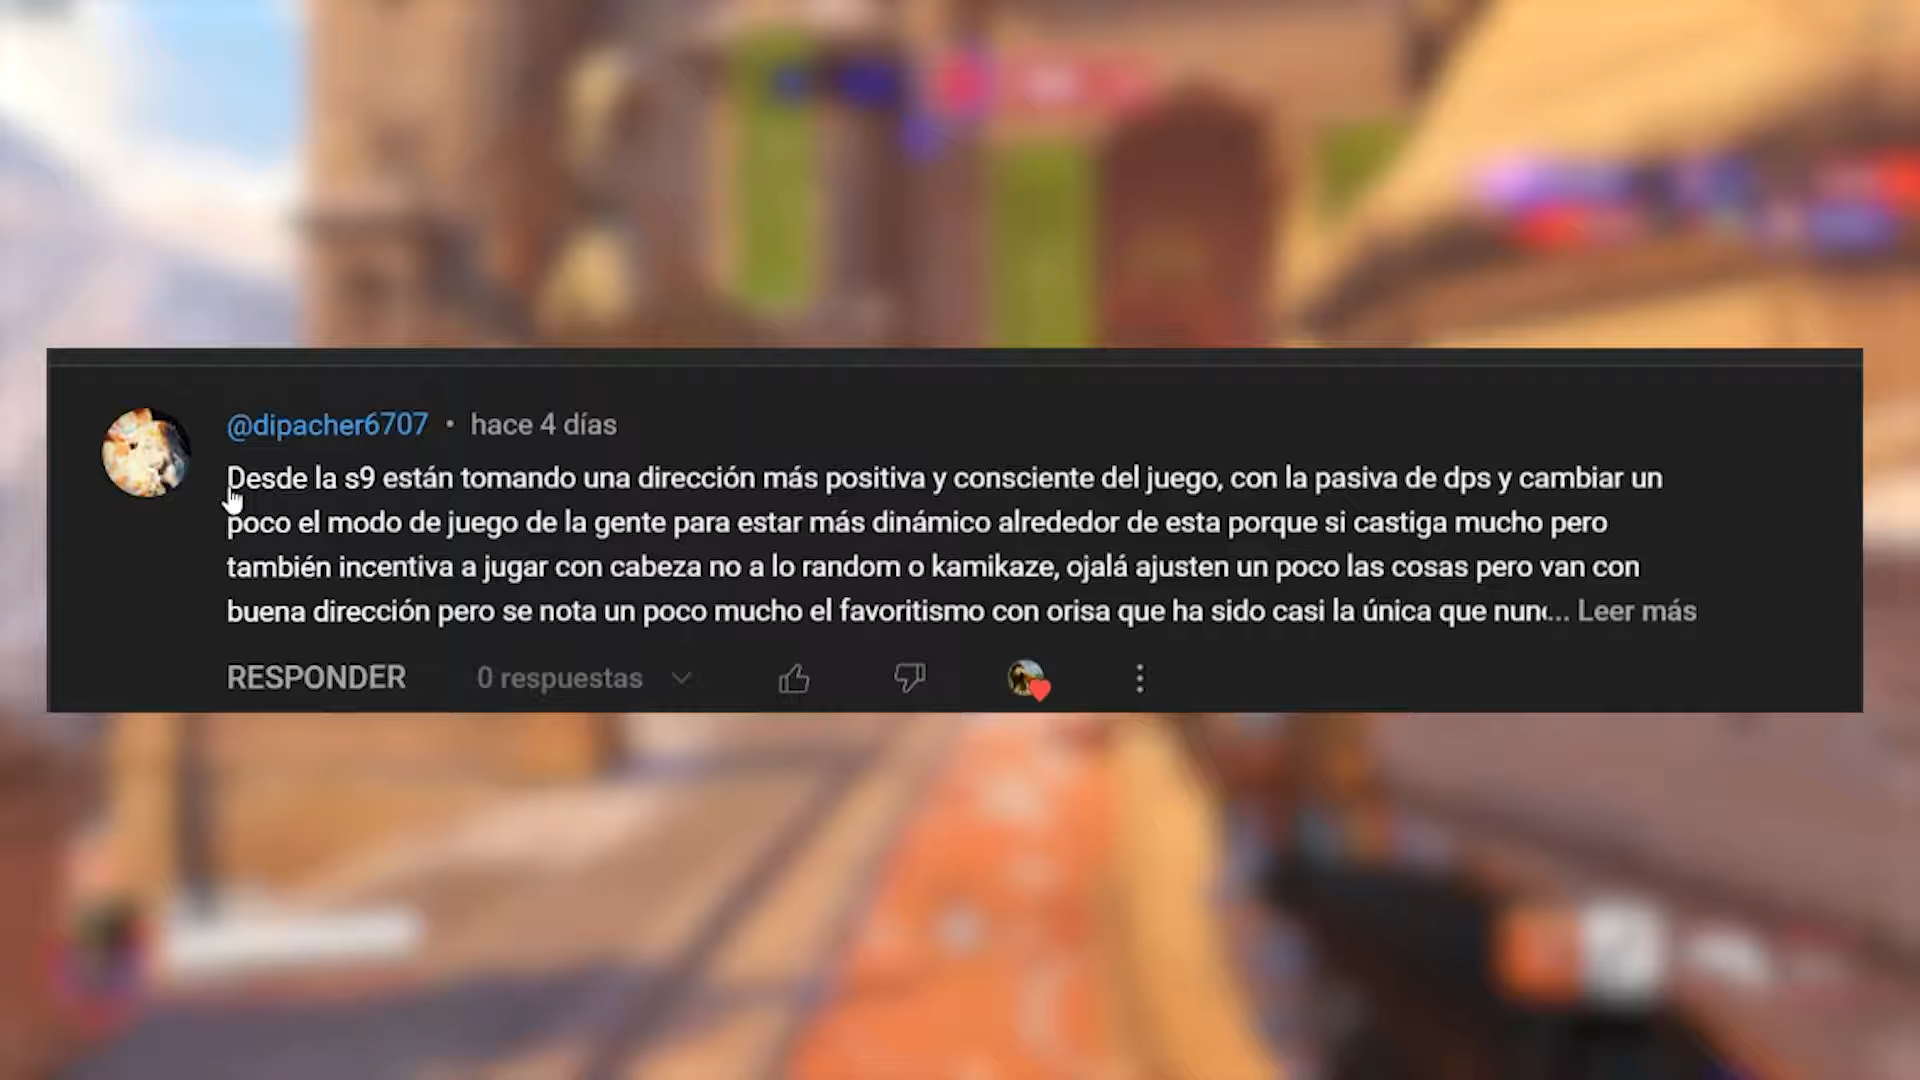 @dipacher6707 • hace 4 días
Desde la s9 están tomando una dirección más positiva y consciente del juego, con la pasiva de dps y cambiar un
poco el modo de juego de la gente para estar más dinámico alrededor de esta porque si castiga mucho pero
también incentiva a jugar con cabeza no a lo random o kamikaze, ojalá ajusten un poco las cosas pero van con
buena dirección pero se nota un poco mucho el favoritismo con orisa que ha sido casi la única que nunc... Leer más
RESPONDER 0 respuestas